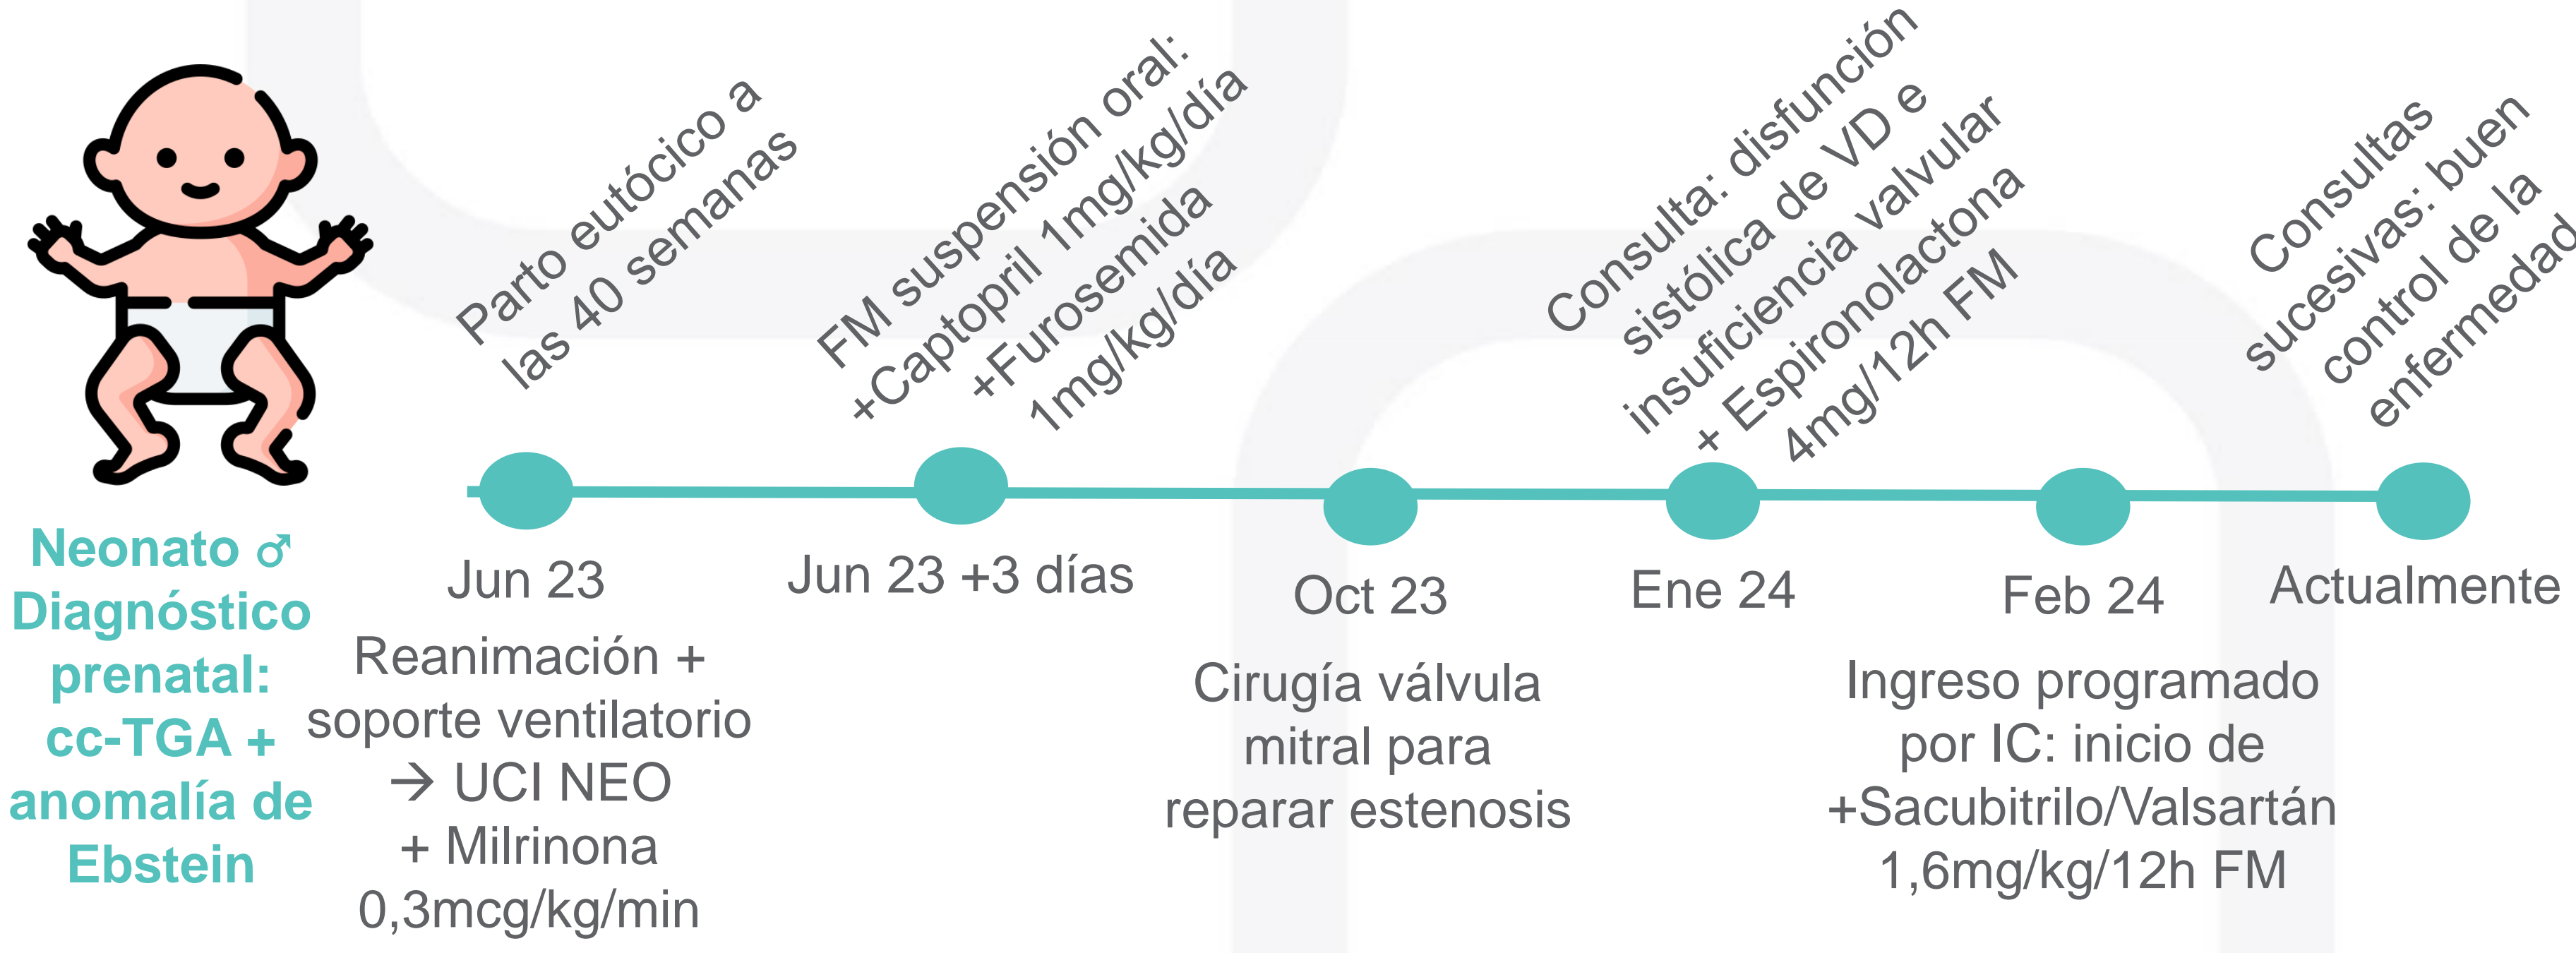 Neonato ♂
Diagnóstico
prenatal:
cc-TGA +
anomalía de
Ebstein
Parto eutócico a
las 40 semanas
Jun 23
Reanimación +
soporte ventilatorio
→ UCI NEO
+ Milrinona
0,3mcg/kg/min
FM suspensión oral:
+Captopril 1mg/kg/día
+Furosemida
1mg/kg/día
Jun 23 +3 días
Oct 23
Cirugía válvula
mitral para
reparar estenosis
Consulta: disfunción
sistólica de VD e
insuficiencia valvular
+ Espironolactona
4mg/12h FM
Ene 24
Feb 24
Ingreso programado
por IC: inicio de
+Sacubitrilo/Valsartán
1,6mg/kg/12h FM
Consultas
sucesivas: buen
control de la
enfermedad
Actualmente